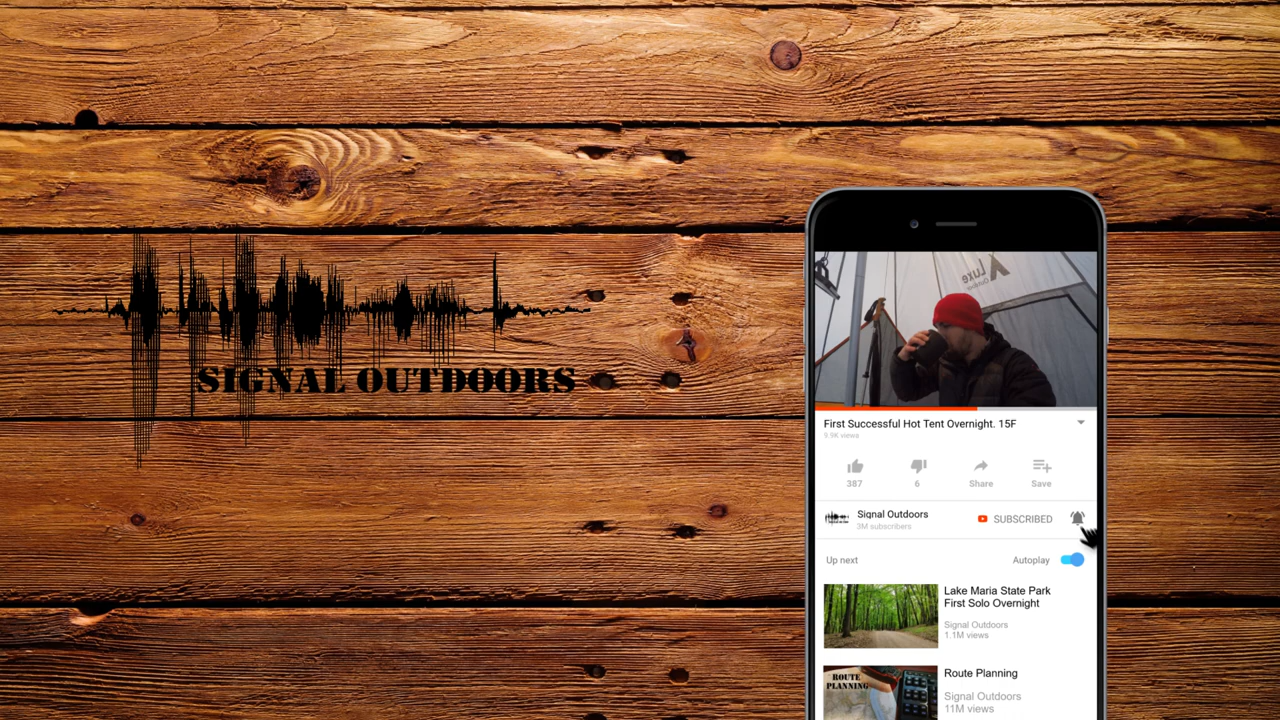 SIGNAL OUTDOORS
Luxe
First Successful Hot Tent Overnight. 15F
9.9K views
387
6
Share
Save
Signal Outdoors
3M subscribers
SUBSCRIBED
Up next
Autoplay
Lake Maria State Park
First Solo Overnight
Signal Outdoors
1.1M views
ROUTE
PLANNING
Route Planning
Signal Outdoors
11M views